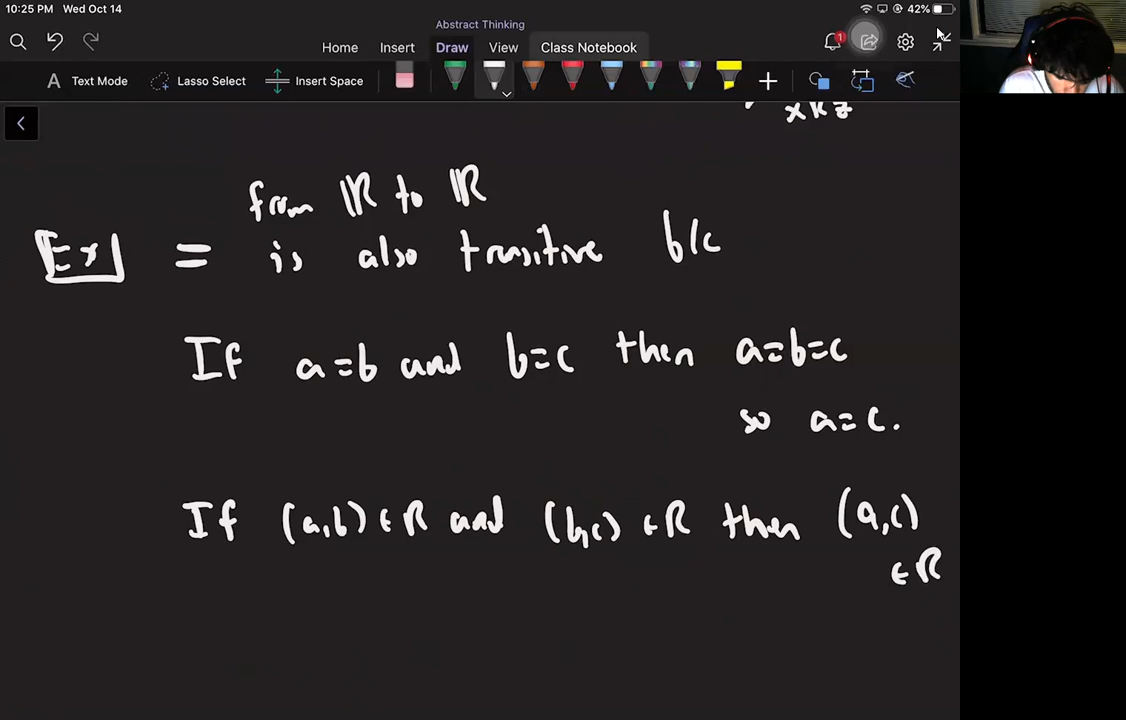 10:25 PM Wed Oct 14
42%
Abstract Thinking
Home Insert Draw View Class Notebook
1
A Text Mode Lasso Select Insert Space
x R z
from ℝ to ℝ
Ex = is also transitive b/c
If a=b and b=c then a=b=c
so a=c.
If (a,b) ∈ R and (b,c) ∈ R then (a,c)
∈ R